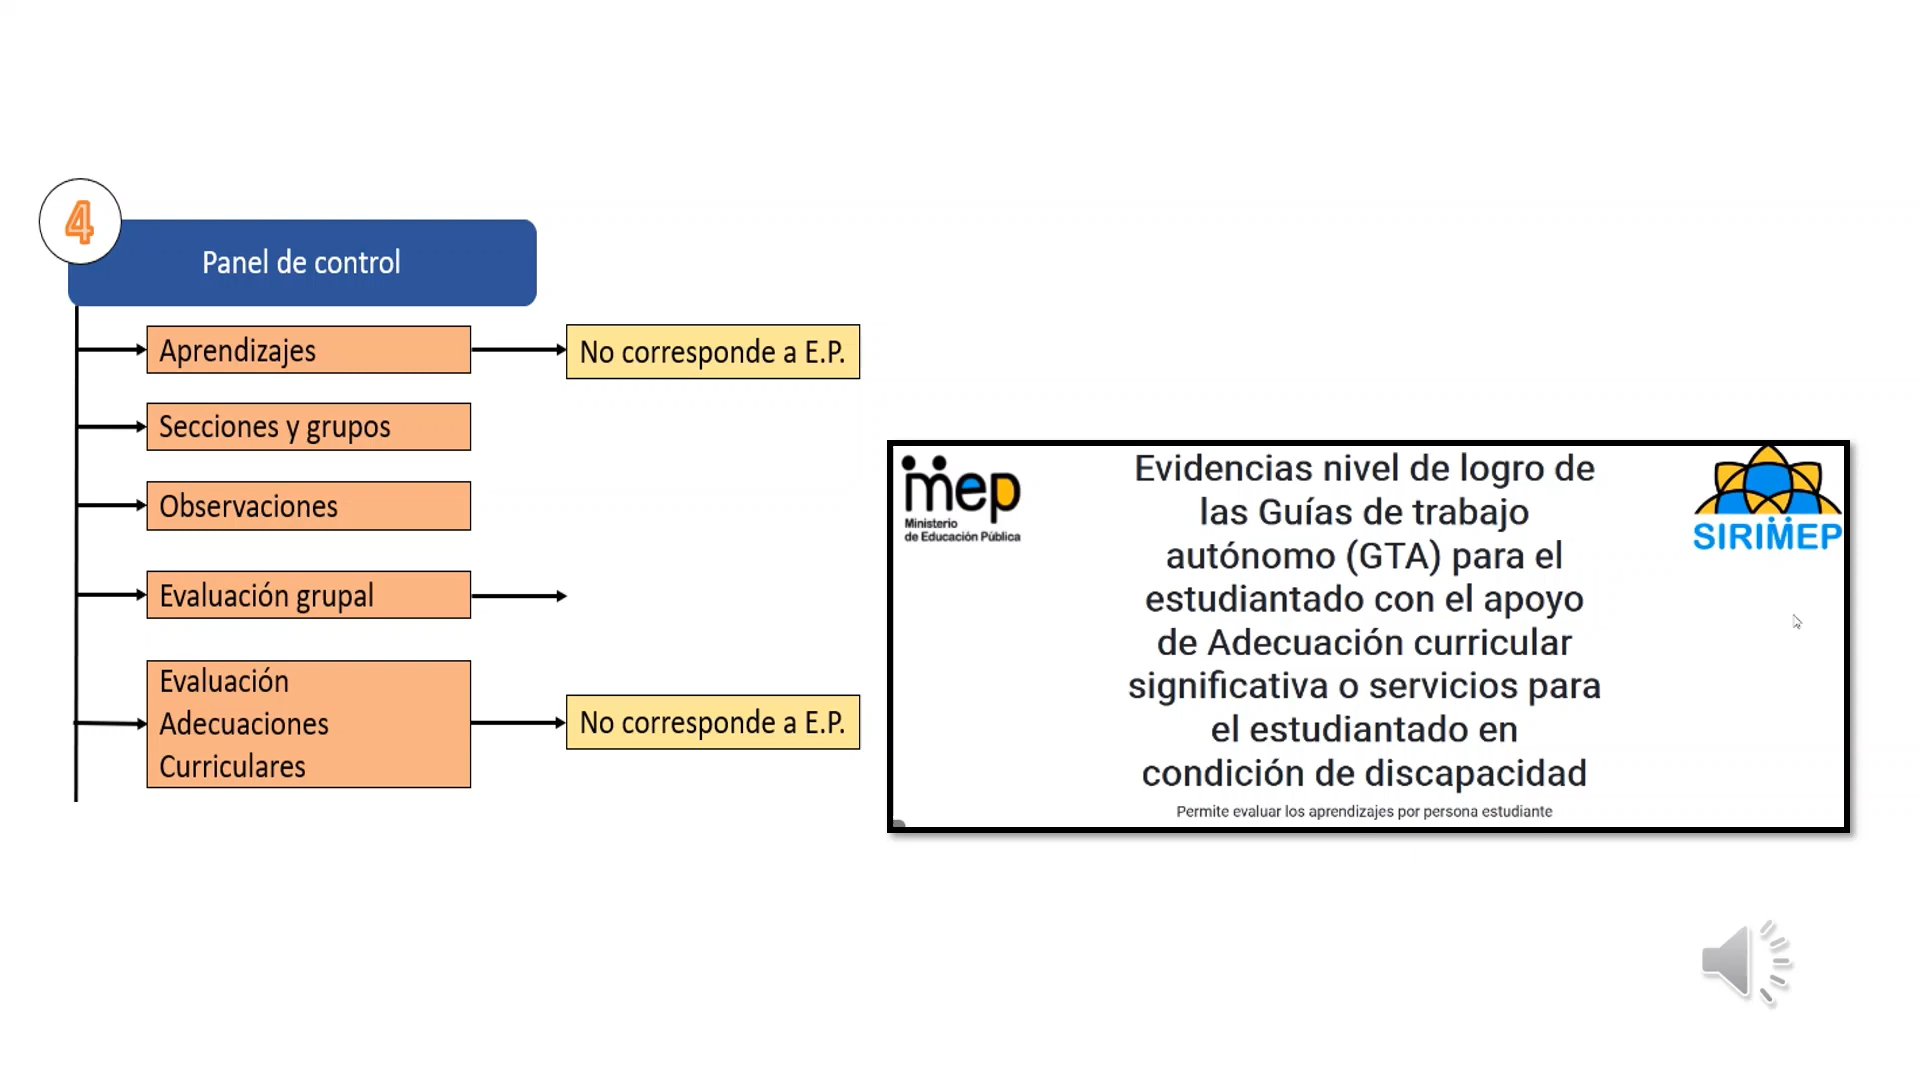 4
Panel de control
Aprendizajes
No corresponde a E.P.
Secciones y grupos
Observaciones
Evaluación grupal
Evaluación
Adecuaciones
Curriculares
No corresponde a E.P.
mep
Ministerio
de Educación Pública
Evidencias nivel de logro de
las Guías de trabajo
autónomo (GTA) para el
estudiantado con el apoyo
de Adecuación curricular
significativa o servicios para
el estudiantado en
condición de discapacidad
Permite evaluar los aprendizajes por persona estudiante
SIRIMEP